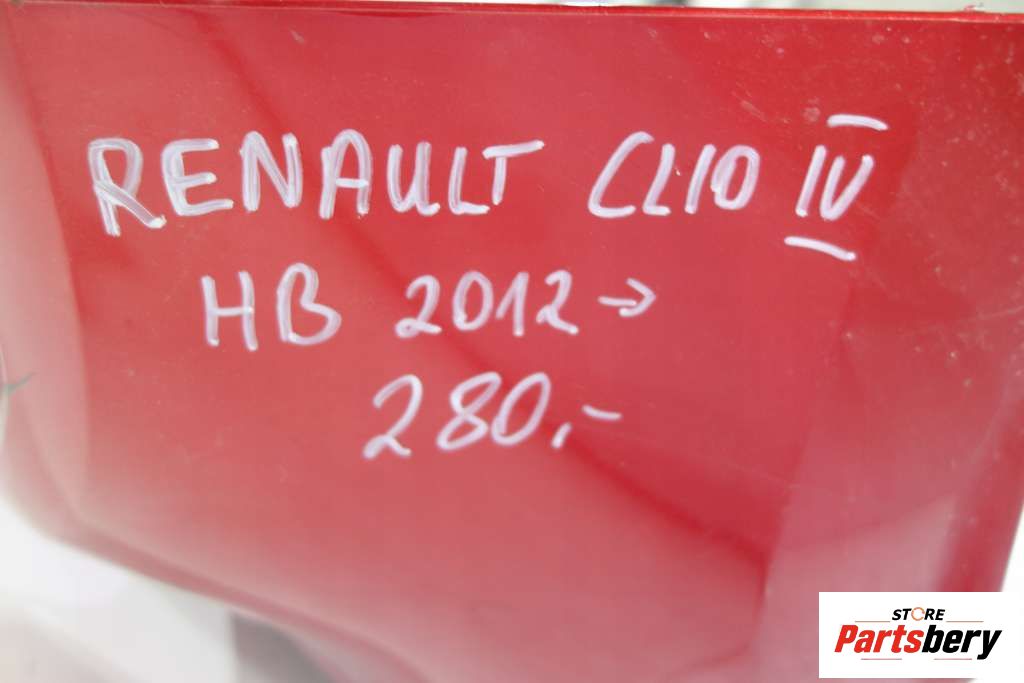 RENAULT CLIO IV
HB 2012→
280,-
STORE
Partsbery